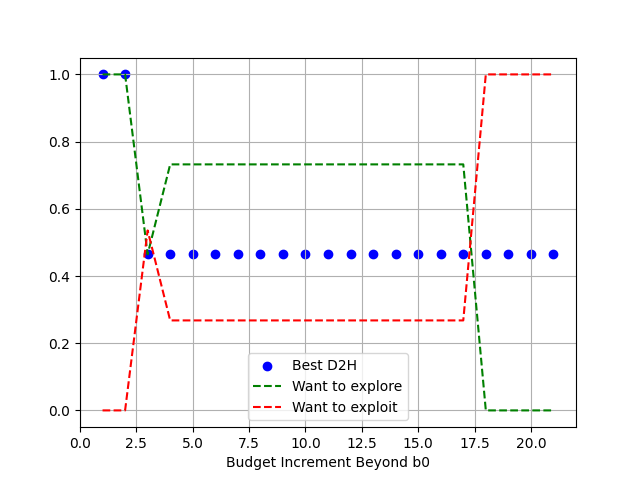 1.0
0.8
0.6
0.4
0.2
0.0
0.0 2.5 5.0 7.5 10.0 12.5 15.0 17.5 20.0
Budget Increment Beyond b0
Best D2H
Want to explore
Want to exploit